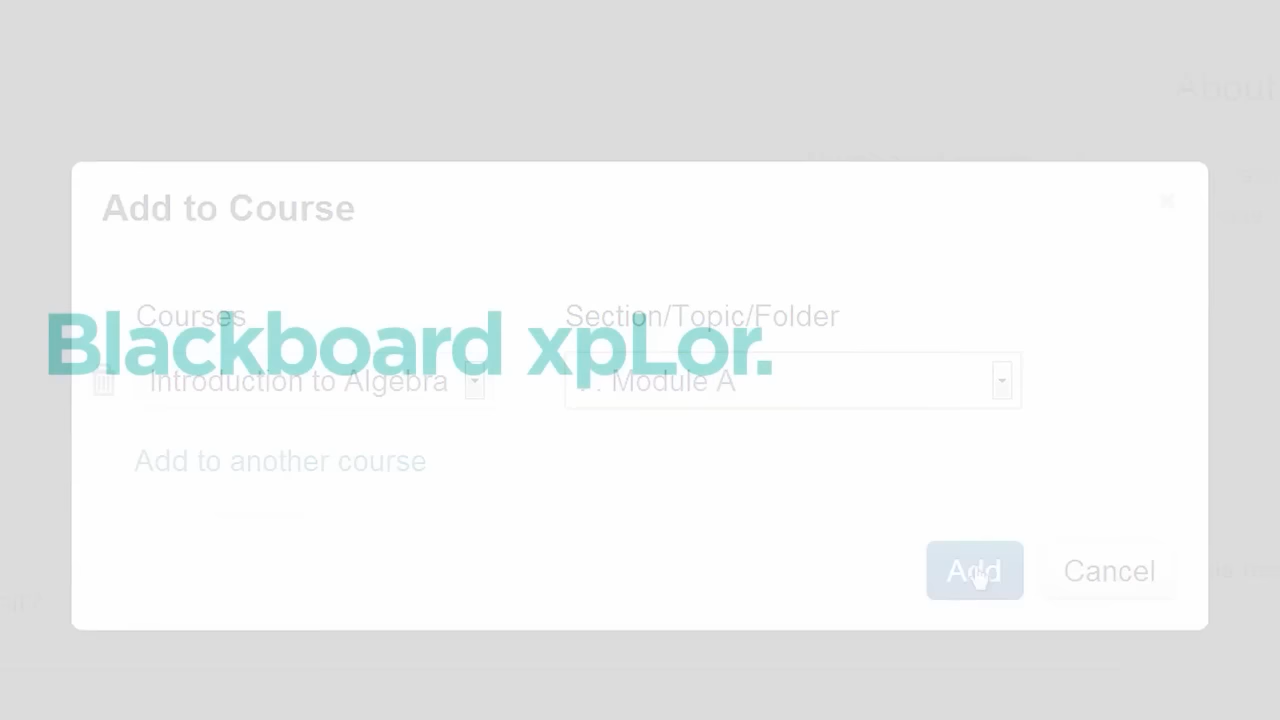 About
Add to Course
Courses Section/Topic/Folder
Blackboard xpLor.
Introduction to Algebra Module A
Add to another course
Add Cancel